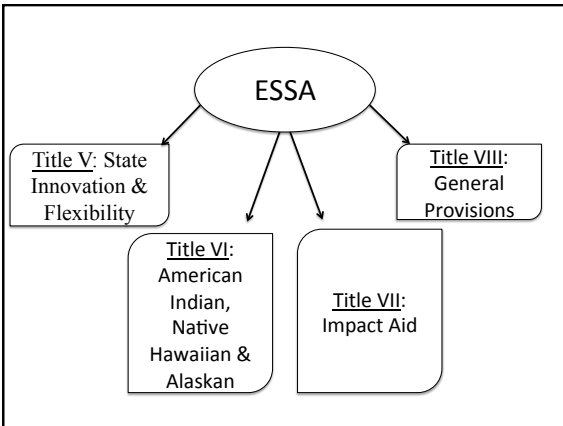 ESSA
Title V: State
Innovation &
Flexibility
Title VIII:
General
Provisions
Title VI:
American
Indian,
Native
Hawaiian &
Alaskan
Title VII:
Impact Aid